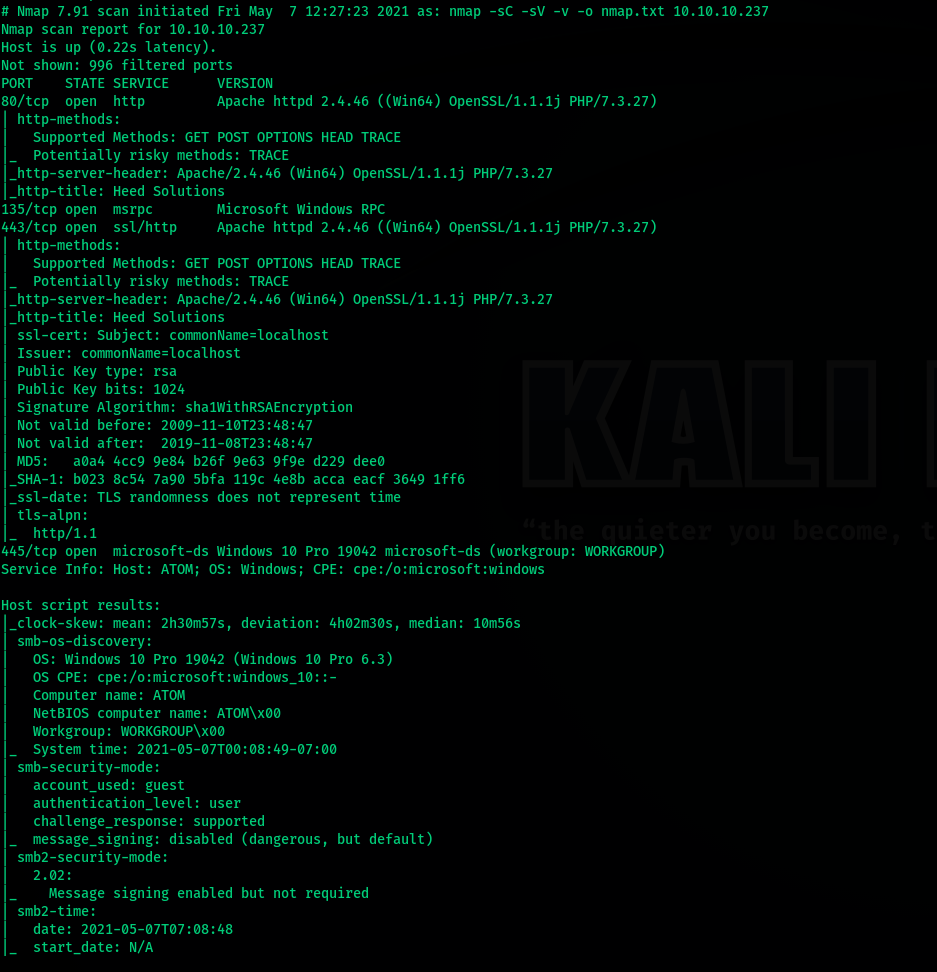 # Nmap 7.91 scan initiated Fri May  7 12:27:23 2021 as: nmap -sC -sV -v -o nmap.txt 10.10.10.237
Nmap scan report for 10.10.10.237
Host is up (0.22s latency).
Not shown: 996 filtered ports
PORT    STATE SERVICE      VERSION
80/tcp  open  http         Apache httpd 2.4.46 ((Win64) OpenSSL/1.1.1j PHP/7.3.27)
| http-methods:
|   Supported Methods: GET POST OPTIONS HEAD TRACE
|_  Potentially risky methods: TRACE
|_http-server-header: Apache/2.4.46 (Win64) OpenSSL/1.1.1j PHP/7.3.27
|_http-title: Heed Solutions
135/tcp open  msrpc        Microsoft Windows RPC
443/tcp open  ssl/http     Apache httpd 2.4.46 ((Win64) OpenSSL/1.1.1j PHP/7.3.27)
| http-methods:
|   Supported Methods: GET POST OPTIONS HEAD TRACE
|_  Potentially risky methods: TRACE
|_http-server-header: Apache/2.4.46 (Win64) OpenSSL/1.1.1j PHP/7.3.27
|_http-title: Heed Solutions
| ssl-cert: Subject: commonName=localhost
| Issuer: commonName=localhost
| Public Key type: rsa
| Public Key bits: 1024
| Signature Algorithm: sha1WithRSAEncryption
| Not valid before: 2009-11-10T23:48:47
| Not valid after:  2019-11-08T23:48:47
| MD5:   a0a4 4cc9 9e84 b26f 9e63 9f9e d229 dee0
|_SHA-1: b023 8c54 7a90 5bfa 119c 4e8b acca eacf 3649 1ff6
|_ssl-date: TLS randomness does not represent time
| tls-alpn:
|_  http/1.1
445/tcp open  microsoft-ds Windows 10 Pro 19042 microsoft-ds (workgroup: WORKGROUP)
Service Info: Host: ATOM; OS: Windows; CPE: cpe:/o:microsoft:windows
Host script results:
|_clock-skew: mean: 2h30m57s, deviation: 4h02m30s, median: 10m56s
| smb-os-discovery:
|   OS: Windows 10 Pro 19042 (Windows 10 Pro 6.3)
|   OS CPE: cpe:/o:microsoft:windows_10::-
|   Computer name: ATOM
|   NetBIOS computer name: ATOM\x00
|   Workgroup: WORKGROUP\x00
|_  System time: 2021-05-07T00:08:49-07:00
| smb-security-mode:
|   account_used: guest
|   authentication_level: user
|   challenge_response: supported
|_  message_signing: disabled (dangerous, but default)
| smb2-security-mode:
|   2.02:
|_    Message signing enabled but not required
| smb2-time:
|   date: 2021-05-07T07:08:48
|_  start_date: N/A
KALI
“the quieter you become, t